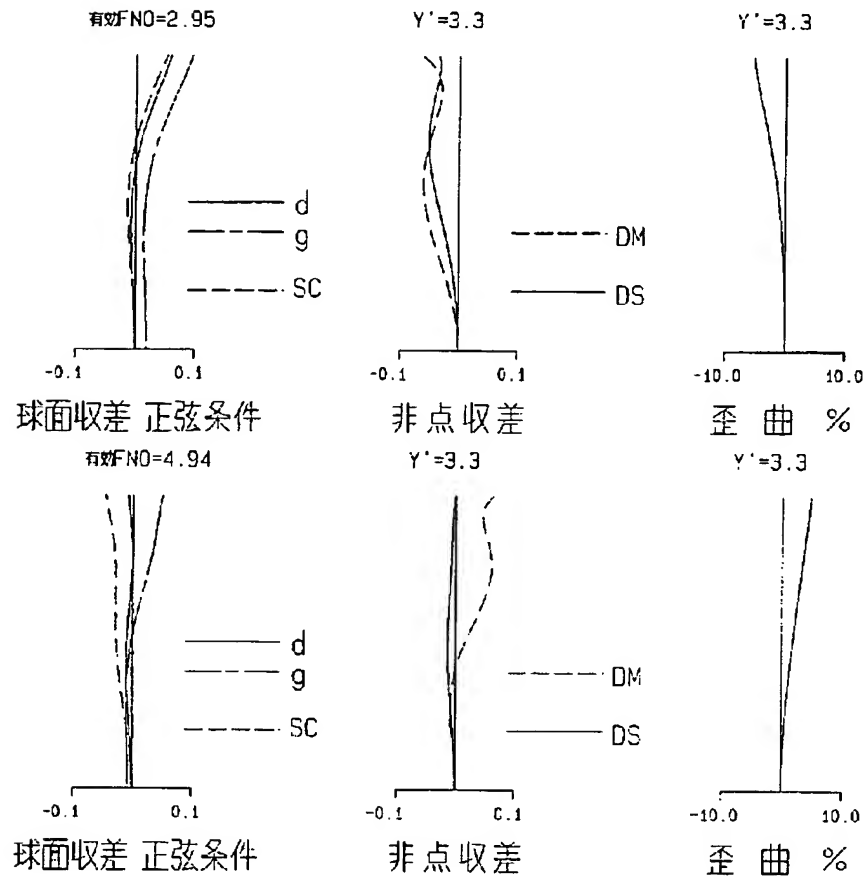 有効FNO=2.95
Y'=3.3
Y'=3.3
d
g
SC
DM
DS
-0.1 0.1
-0.1 0.1
-10.0 10.0
球面収差 正弦条件
非点収差
歪曲 %
有効FNO=4.94
Y'=3.3
Y'=3.3
d
g
SC
DM
DS
-0.1 0.1
-0.1 0.1
-10.0 10.0
球面収差 正弦条件
非点収差
歪曲 %